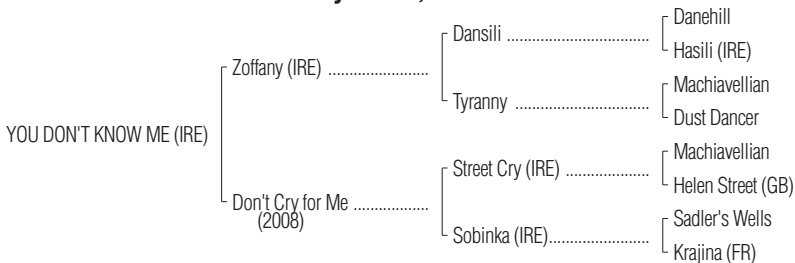 Danehill
Dansili ......................................
Hasili (IRE)
Zoffany (IRE) ..........................
Machiavellian
Tyranny ...................................
Dust Dancer
YOU DON'T KNOW ME (IRE)
Machiavellian
Street Cry (IRE) ......................
Helen Street (GB)
Don't Cry for Me ...................
(2008)
Sadler's Wells
Sobinka (IRE)..........................
Krajina (FR)